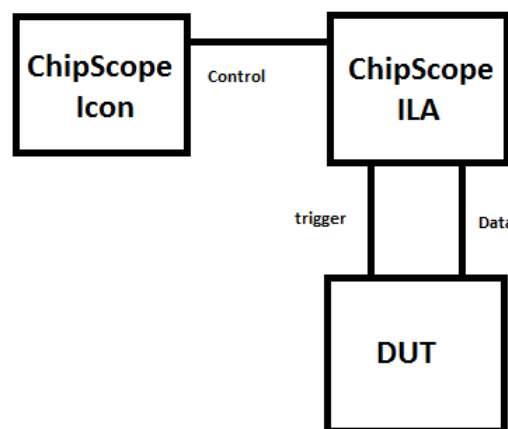 ChipScope
Icon
Control
ChipScope
ILA
trigger
Data
DUT